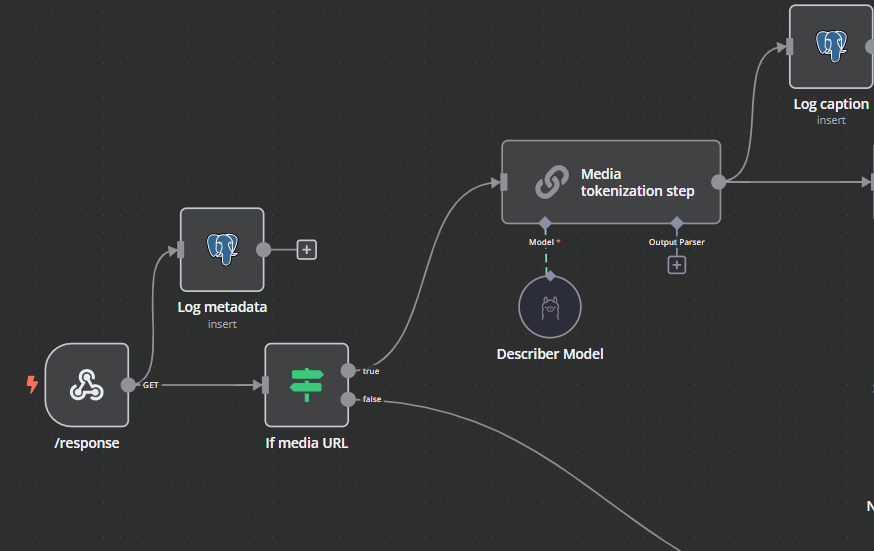 Log caption
insert
Media
tokenization step
Model *
Output Parser
Log metadata
insert
Describer Model
GET
true
false
/response
If media URL